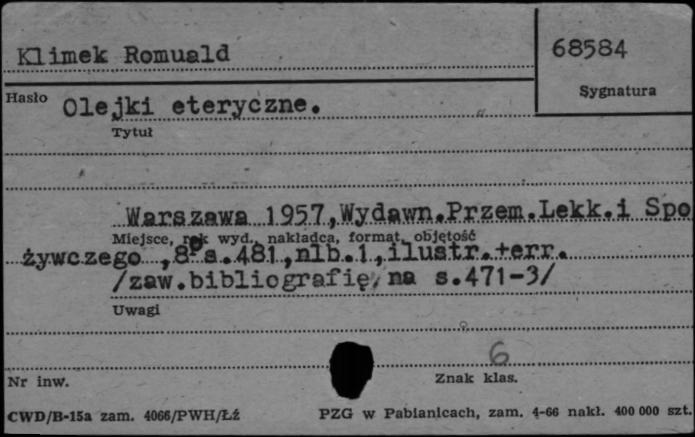 Klimek Romuald
68584
Hasło
Sygnatura
Olejki eteryczne.
Tytuł
Warszawa 1957,Wydawn.Przem.Lekk.i Spo
Miejsce, rok wyd., nakładca, format, objętość
żywczego ,8° s.481,nlb.1,ilustr.+err.
/zaw.bibliografię, na s.471-3/
Uwagi
6
Nr inw.
Znak klas.
CWD/B-15a zam. 4066/PWH/Łź
PZG w Pabianicach, zam. 4-66 nakł. 400 000 szt.